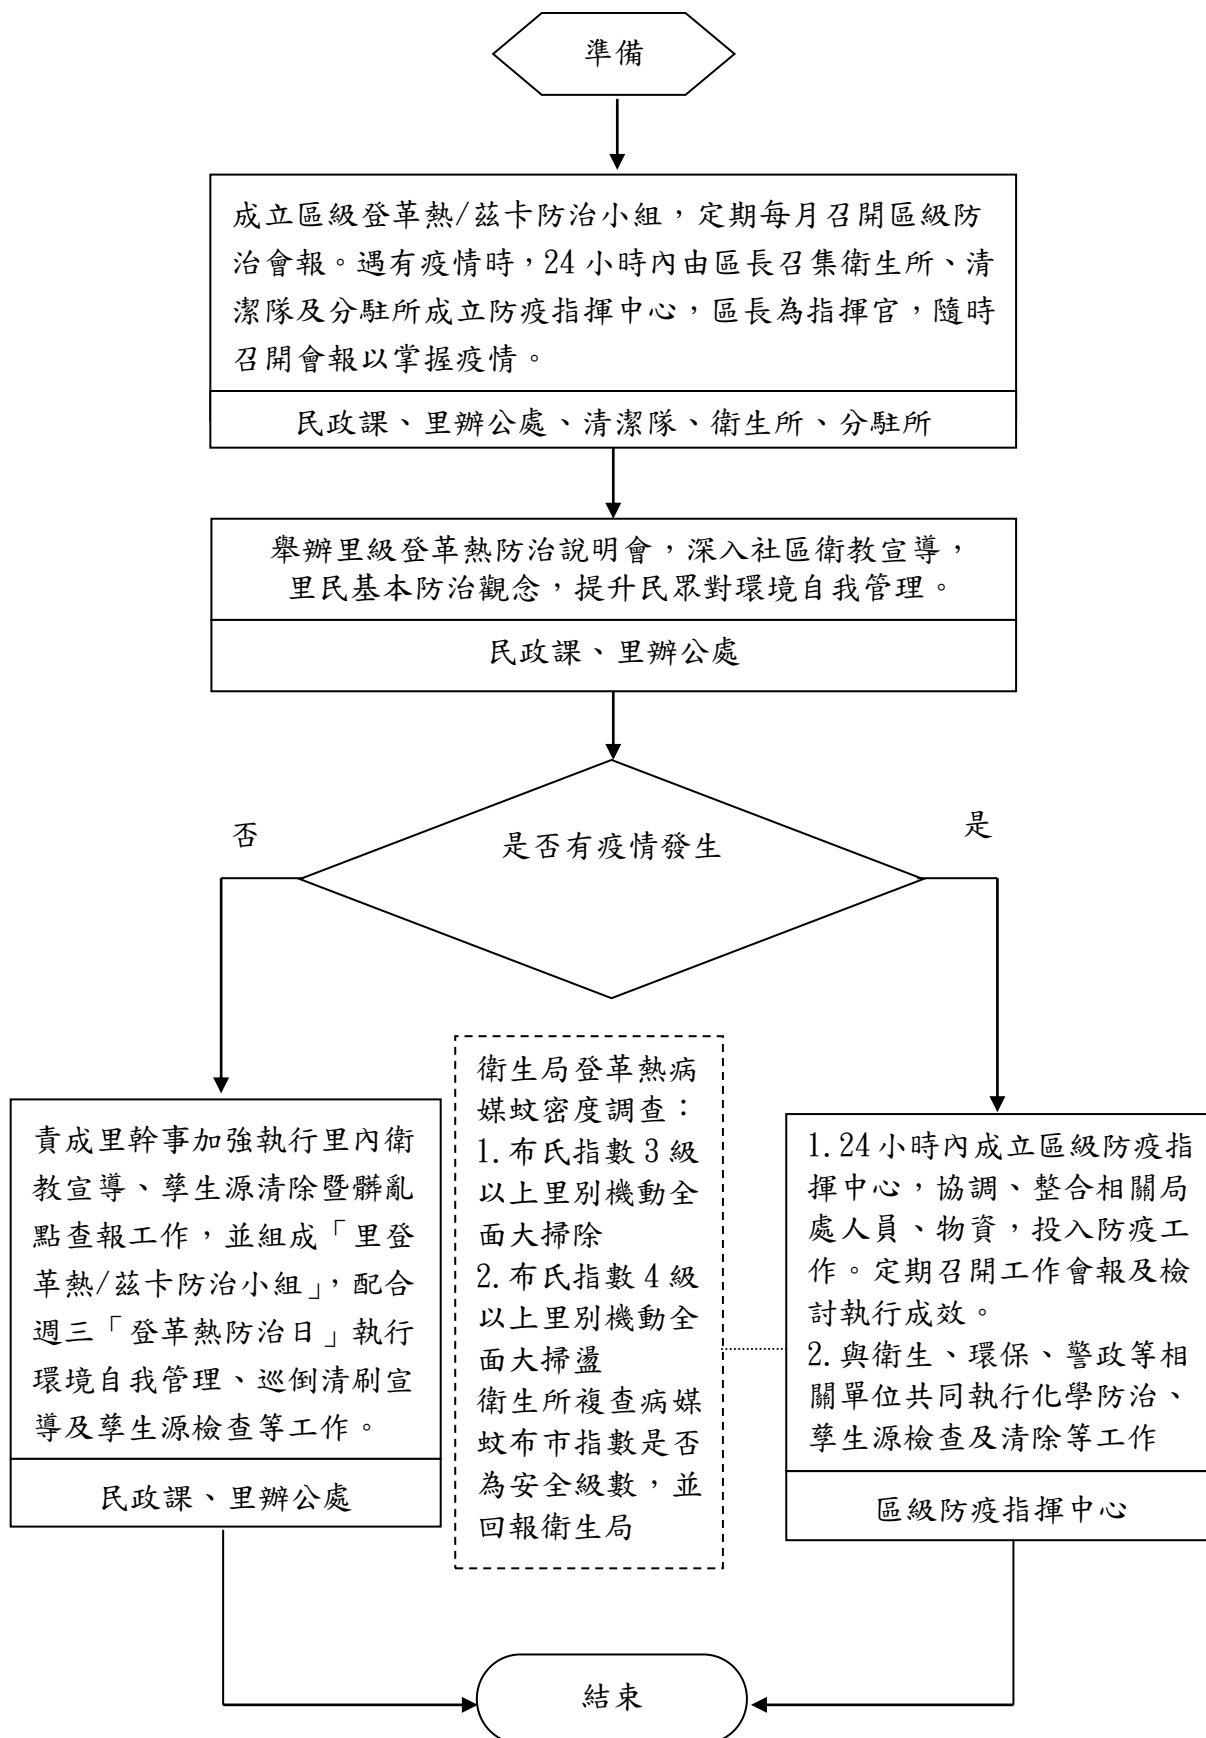 準備
成立區級登革熱/茲卡防治小組，定期每月召開區級防
治會報。遇有疫情時，24 小時內由區長召集衛生所、清
潔隊及分駐所成立防疫指揮中心，區長為指揮官，隨時
召開會報以掌握疫情。
民政課、里辦公處、清潔隊、衛生所、分駐所
舉辦里級登革熱防治說明會，深入社區衛教宣導，
里民基本防治觀念，提升民眾對環境自我管理。
民政課、里辦公處
是否有疫情發生
否
是
責成里幹事加強執行里內衛
教宣導、孳生源清除暨髒亂
點查報工作，並組成「里登
革熱/茲卡防治小組」，配合
週三「登革熱防治日」執行
環境自我管理、巡倒清刷宣
導及孳生源檢查等工作。
民政課、里辦公處
衛生局登革熱病
媒蚊密度調查：
1.布氏指數 3 級
以上里別機動全
面大掃除
2.布氏指數 4 級
以上里別機動全
面大掃盪
衛生所複查病媒
蚊布市指數是否
為安全級數，並
回報衛生局
1.24 小時內成立區級防疫指
揮中心，協調、整合相關局
處人員、物資，投入防疫工
作。定期召開工作會報及檢
討執行成效。
2.與衛生、環保、警政等相
關單位共同執行化學防治、
孳生源檢查及清除等工作
區級防疫指揮中心
結束